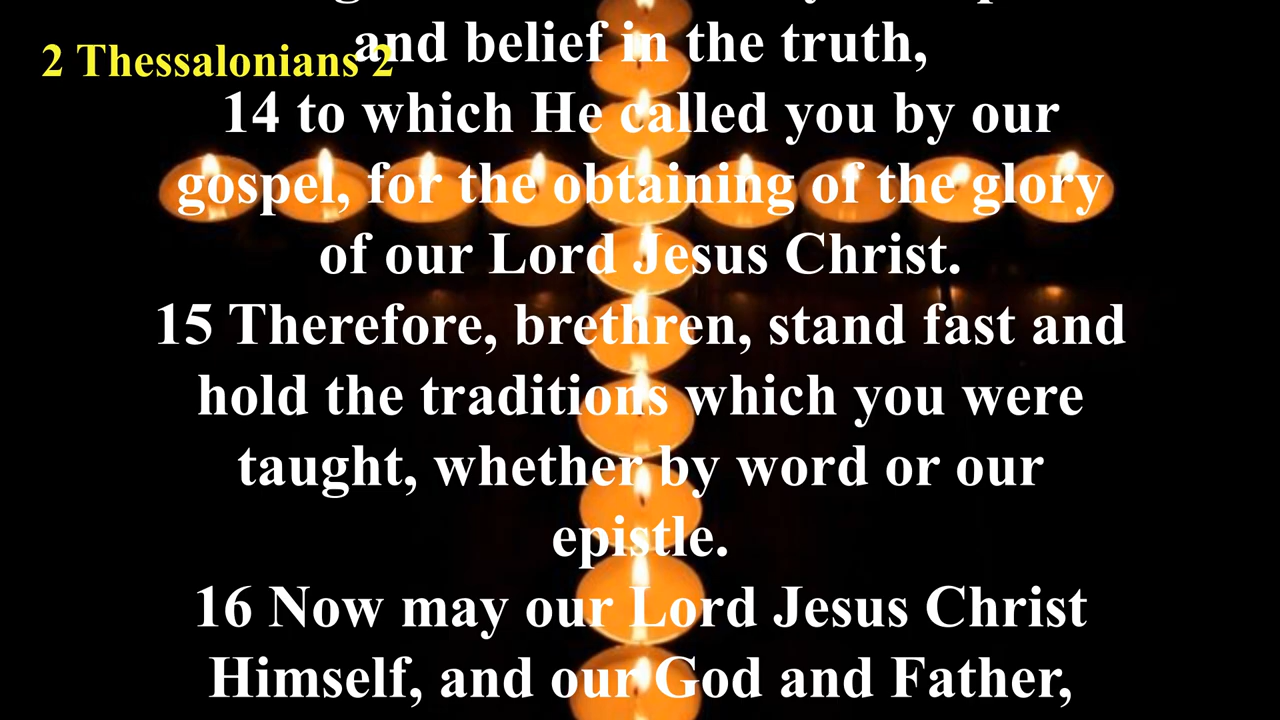 2 Thessalonians 2
and belief in the truth,
14 to which He called you by our
gospel, for the obtaining of the glory
of our Lord Jesus Christ.
15 Therefore, brethren, stand fast and
hold the traditions which you were
taught, whether by word or our
epistle.
16 Now may our Lord Jesus Christ
Himself, and our God and Father,